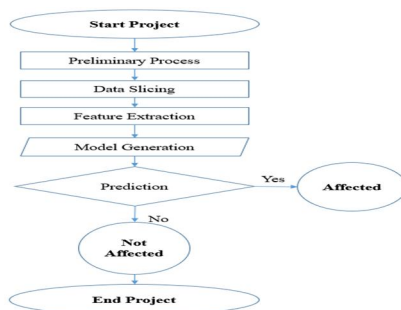 Start Project
Preliminary Process
Data Slicing
Feature Extraction
Model Generation
Prediction
Yes
Affected
No
Not
Affected
End Project